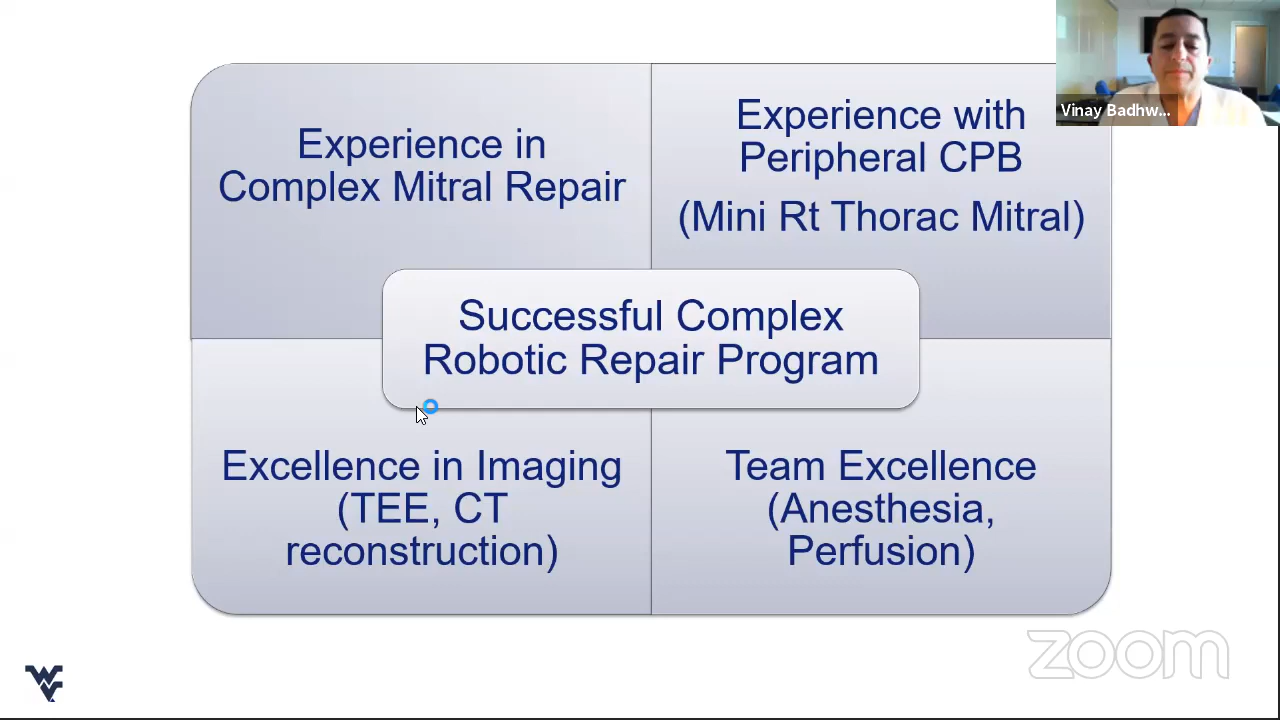 Vinay Badhw...
Experience in
Complex Mitral Repair
Experience with
Peripheral CPB
(Mini Rt Thorac Mitral)
Successful Complex
Robotic Repair Program
Excellence in Imaging
(TEE, CT
reconstruction)
Team Excellence
(Anesthesia,
Perfusion)
zoom
WV